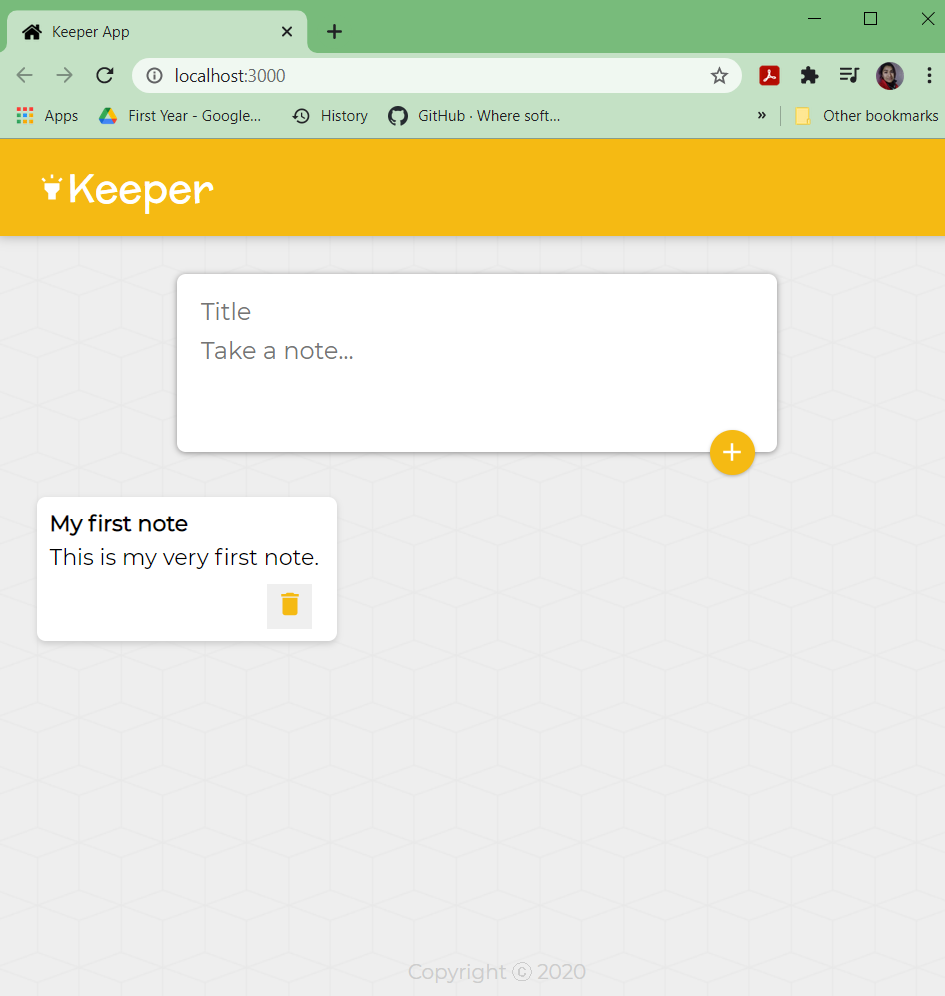 Keeper App
localhost:3000
Apps First Year - Google... History GitHub · Where soft... » Other bookmarks
Keeper
Title
Take a note...
My first note
This is my very first note.
Copyright ⓒ 2020